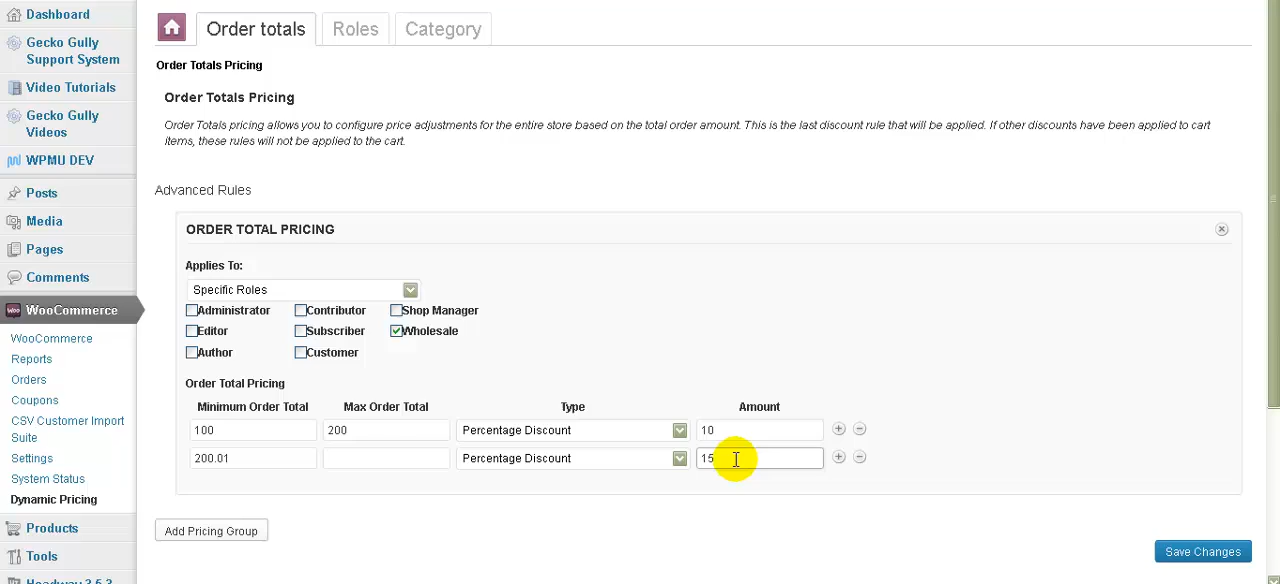 Dashboard
Gecko Gully
Support System
Video Tutorials
Gecko Gully
Videos
WPMU DEV
Posts
Media
Pages
Comments
WooCommerce
WooCommerce
Reports
Orders
Coupons
CSV Customer Import
Suite
Settings
System Status
Dynamic Pricing
Products
Tools
Headway 3.6.3
Order totals Roles Category
Order Totals Pricing
Order Totals Pricing
Order Totals pricing allows you to configure price adjustments for the entire store based on the total order amount. This is the last discount rule that will be applied. If other discounts have been applied to cart
items, these rules will not be applied to the cart.
Advanced Rules
ORDER TOTAL PRICING
Applies To:
Specific Roles
Administrator Contributor Shop Manager
Editor Subscriber Wholesale
Author Customer
Order Total Pricing
Minimum Order Total Max Order Total Type Amount
100 200 Percentage Discount 10
200.01 Percentage Discount 15
Add Pricing Group
Save Changes